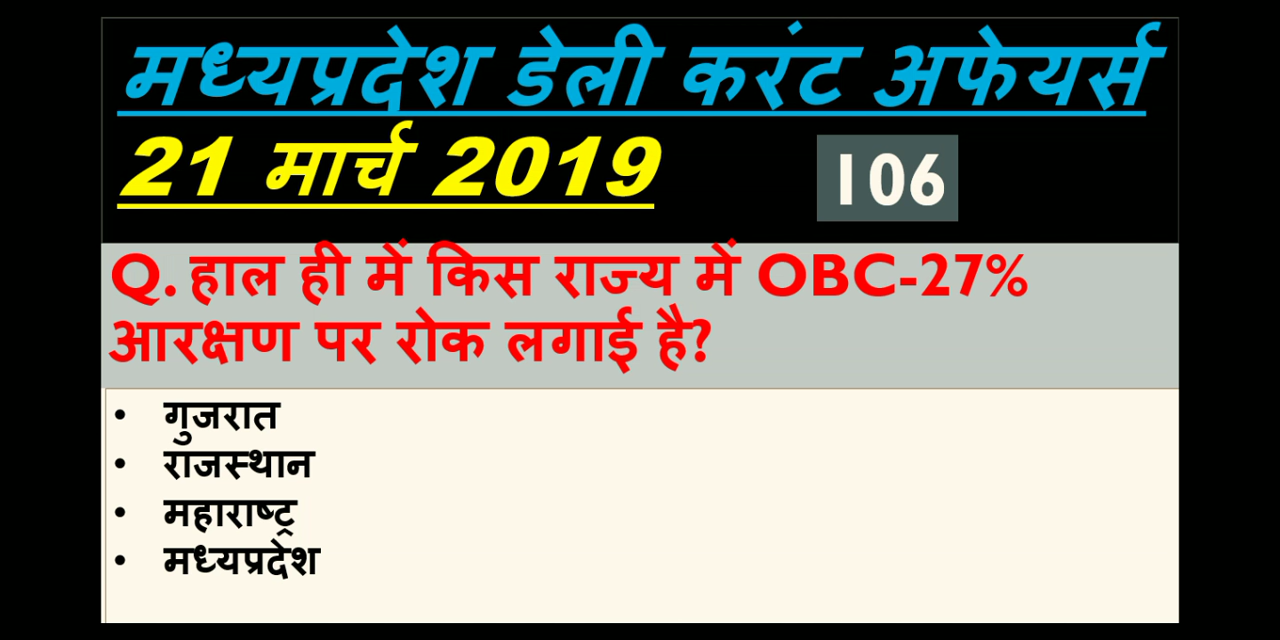 मध्यप्रदेश डेली करंट अफेयर्स
21 मार्च 2019
106
Q. हाल ही में किस राज्य में OBC-27%
आरक्षण पर रोक लगाई है?
• गुजरात
• राजस्थान
• महाराष्ट्र
• मध्यप्रदेश